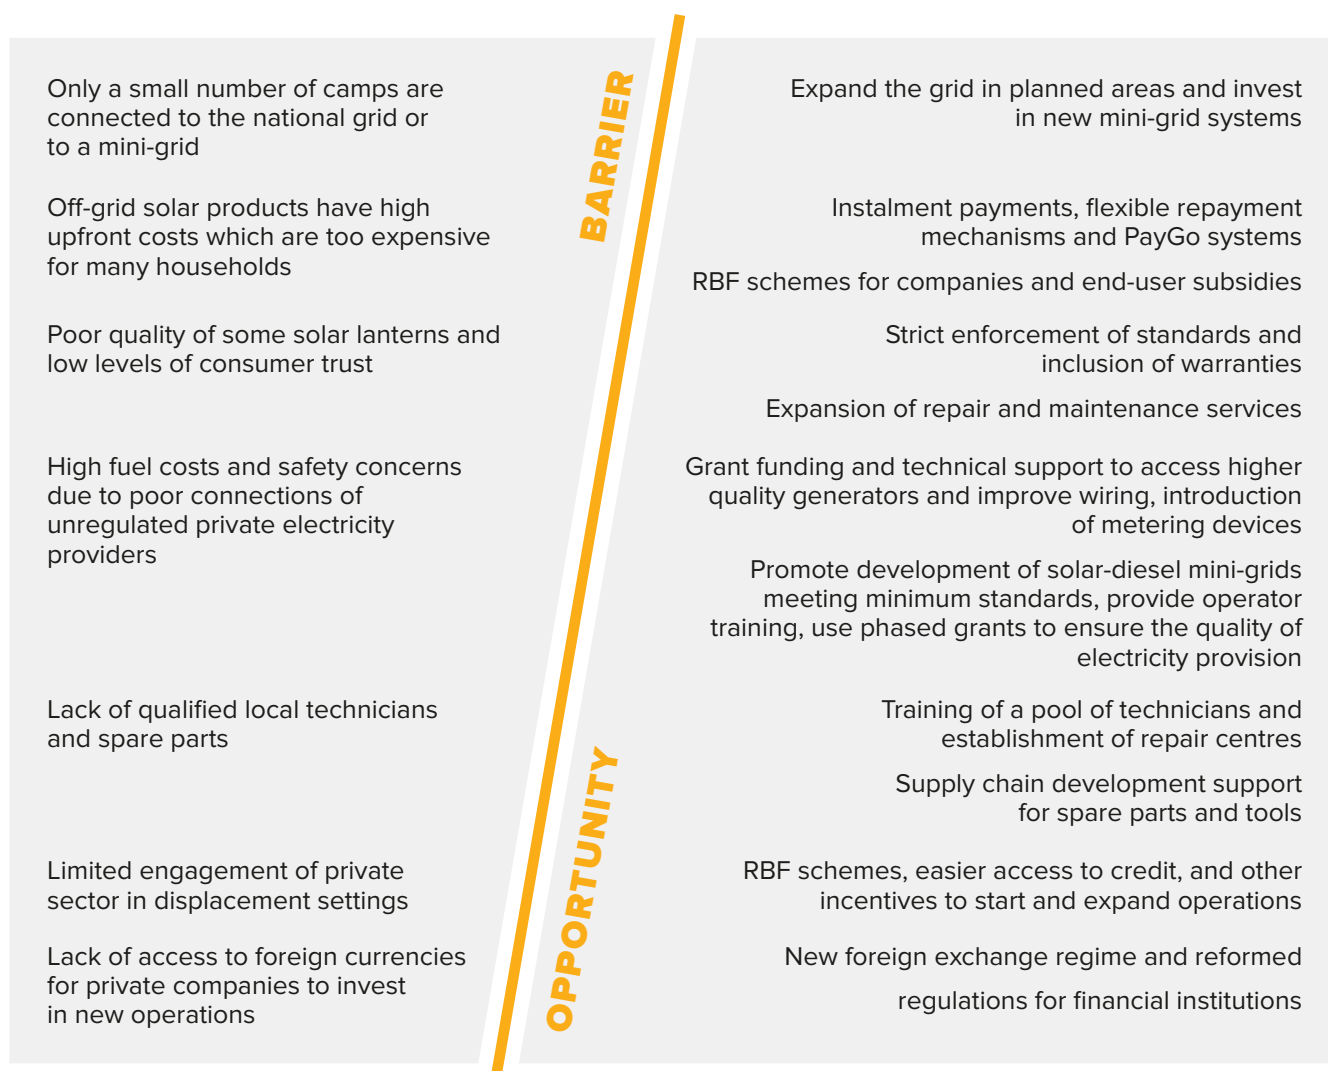 BARRIER
OPPORTUNITY
Only a small number of camps are
connected to the national grid or
to a mini-grid
Expand the grid in planned areas and invest
in new mini-grid systems
Off-grid solar products have high
upfront costs which are too expensive
for many households
Instalment payments, flexible repayment
mechanisms and PayGo systems
RBF schemes for companies and end-user subsidies
Poor quality of some solar lanterns and
low levels of consumer trust
Strict enforcement of standards and
inclusion of warranties
Expansion of repair and maintenance services
High fuel costs and safety concerns
due to poor connections of
unregulated private electricity
providers
Grant funding and technical support to access higher
quality generators and improve wiring, introduction
of metering devices
Promote development of solar-diesel mini-grids
meeting minimum standards, provide operator
training, use phased grants to ensure the quality of
electricity provision
Lack of qualified local technicians
and spare parts
Training of a pool of technicians and
establishment of repair centres
Supply chain development support
for spare parts and tools
Limited engagement of private
sector in displacement settings
RBF schemes, easier access to credit, and other
incentives to start and expand operations
Lack of access to foreign currencies
for private companies to invest
in new operations
New foreign exchange regime and reformed
regulations for financial institutions